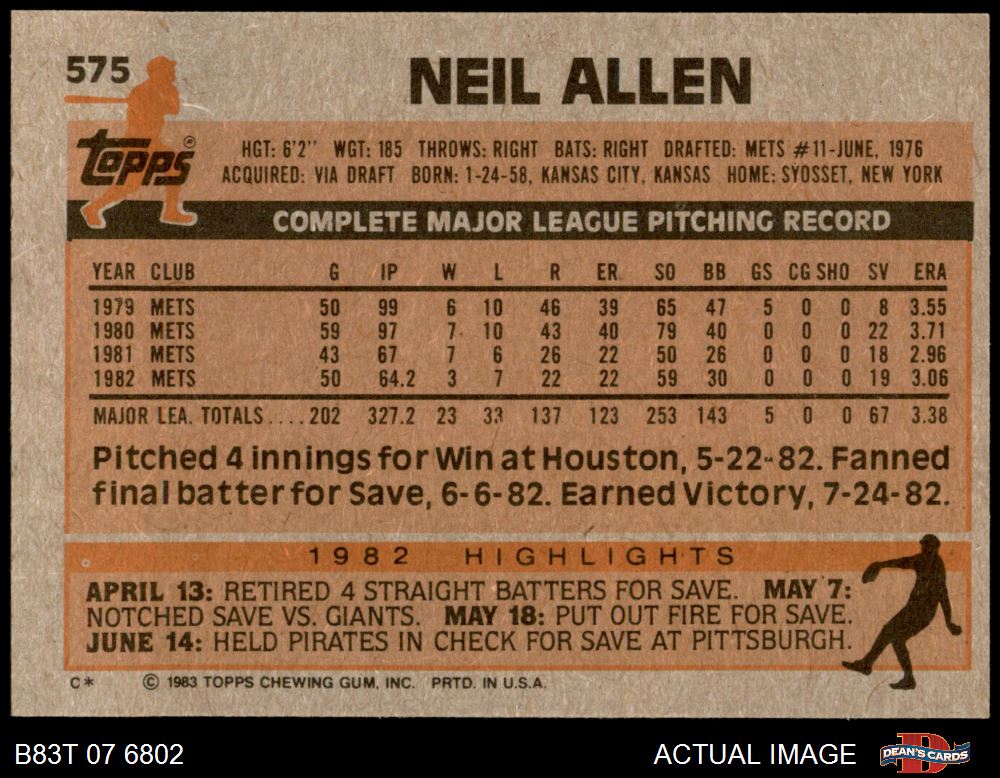 575
NEIL ALLEN
Topps®
HGT: 6'2" WGT: 185 THROWS: RIGHT BATS: RIGHT DRAFTED: METS #11-JUNE, 1976
ACQUIRED: VIA DRAFT BORN: 1-24-58, KANSAS CITY, KANSAS HOME: SYOSSET, NEW YORK
COMPLETE MAJOR LEAGUE PITCHING RECORD
YEAR CLUB G IP W L R ER SO BB GS CG SHO SV ERA
1979 METS 50 99 6 10 46 39 65 47 5 0 0 8 3.55
1980 METS 59 97 7 10 43 40 79 40 0 0 0 22 3.71
1981 METS 43 67 7 6 26 22 50 26 0 0 0 18 2.96
1982 METS 50 64.2 3 7 22 22 59 30 0 0 0 19 3.06
MAJOR LEA. TOTALS....202 327.2 23 33 137 123 253 143 5 0 0 67 3.38
Pitched 4 innings for Win at Houston, 5-22-82. Fanned
final batter for Save, 6-6-82. Earned Victory, 7-24-82.
1982 HIGHLIGHTS
APRIL 13: RETIRED 4 STRAIGHT BATTERS FOR SAVE. MAY 7:
NOTCHED SAVE VS. GIANTS. MAY 18: PUT OUT FIRE FOR SAVE.
JUNE 14: HELD PIRATES IN CHECK FOR SAVE AT PITTSBURGH.
C* © 1983 TOPPS CHEWING GUM, INC. PRTD. IN U.S.A.
B83T 07 6802 ACTUAL IMAGE DEAN'S CARDS